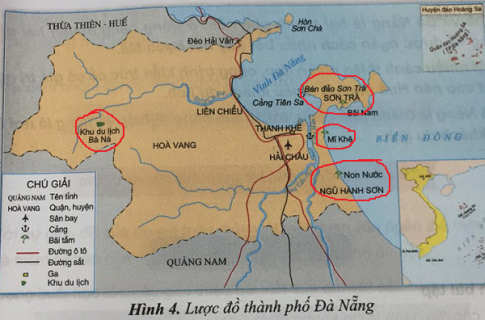 Huyện đảo Hoàng Sa
THỪA THIÊN - HUẾ
Hòn
Sơn Chà
Đèo Hải Vân
Vịnh Đà Nẵng
Bán đảo Sơn Trà
SƠN TRÀ
Cảng Tiên Sa
LIÊN CHIỂU
Bãi Nam
Khu du lịch
Bà Nà
THANH KHÊ
Mĩ Khê
BIỂN ĐÔNG
HOÀ VANG
HẢI CHÂU
Non Nước
NGŨ HÀNH SƠN
CHÚ GIẢI
QUẢNG NAM Tên tỉnh
HOÀ VANG Quận, huyện
Sân bay
Cảng
Bãi tắm
Đường ô tô
Đường sắt
Ga
Khu du lịch
QUẢNG NAM
Hình 4. Lược đồ thành phố Đà Nẵng